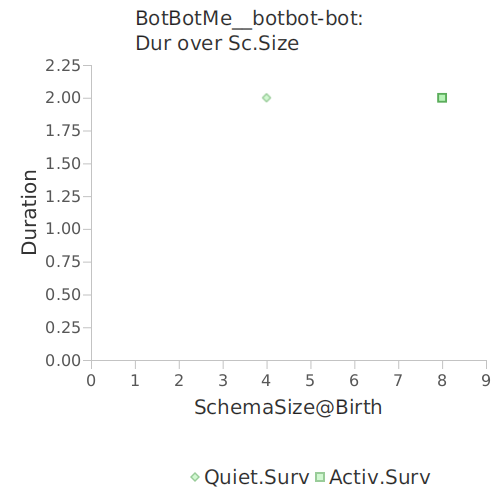 BotBotMe__botbot-bot:
Dur over Sc.Size
2.25
2.00
1.75
1.50
1.25
1.00
0.75
0.50
0.25
0.00
Duration
0 1 2 3 4 5 6 7 8 9
SchemaSize@Birth
Quiet.Surv Activ.Surv